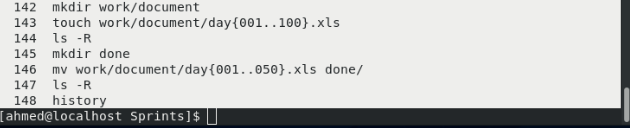 142 mkdir work/document
143 touch work/document/day{001..100}.xls
144 ls -R
145 mkdir done
146 mv work/document/day{001..050}.xls done/
147 ls -R
148 history
[ahmed@localhost Sprints]$